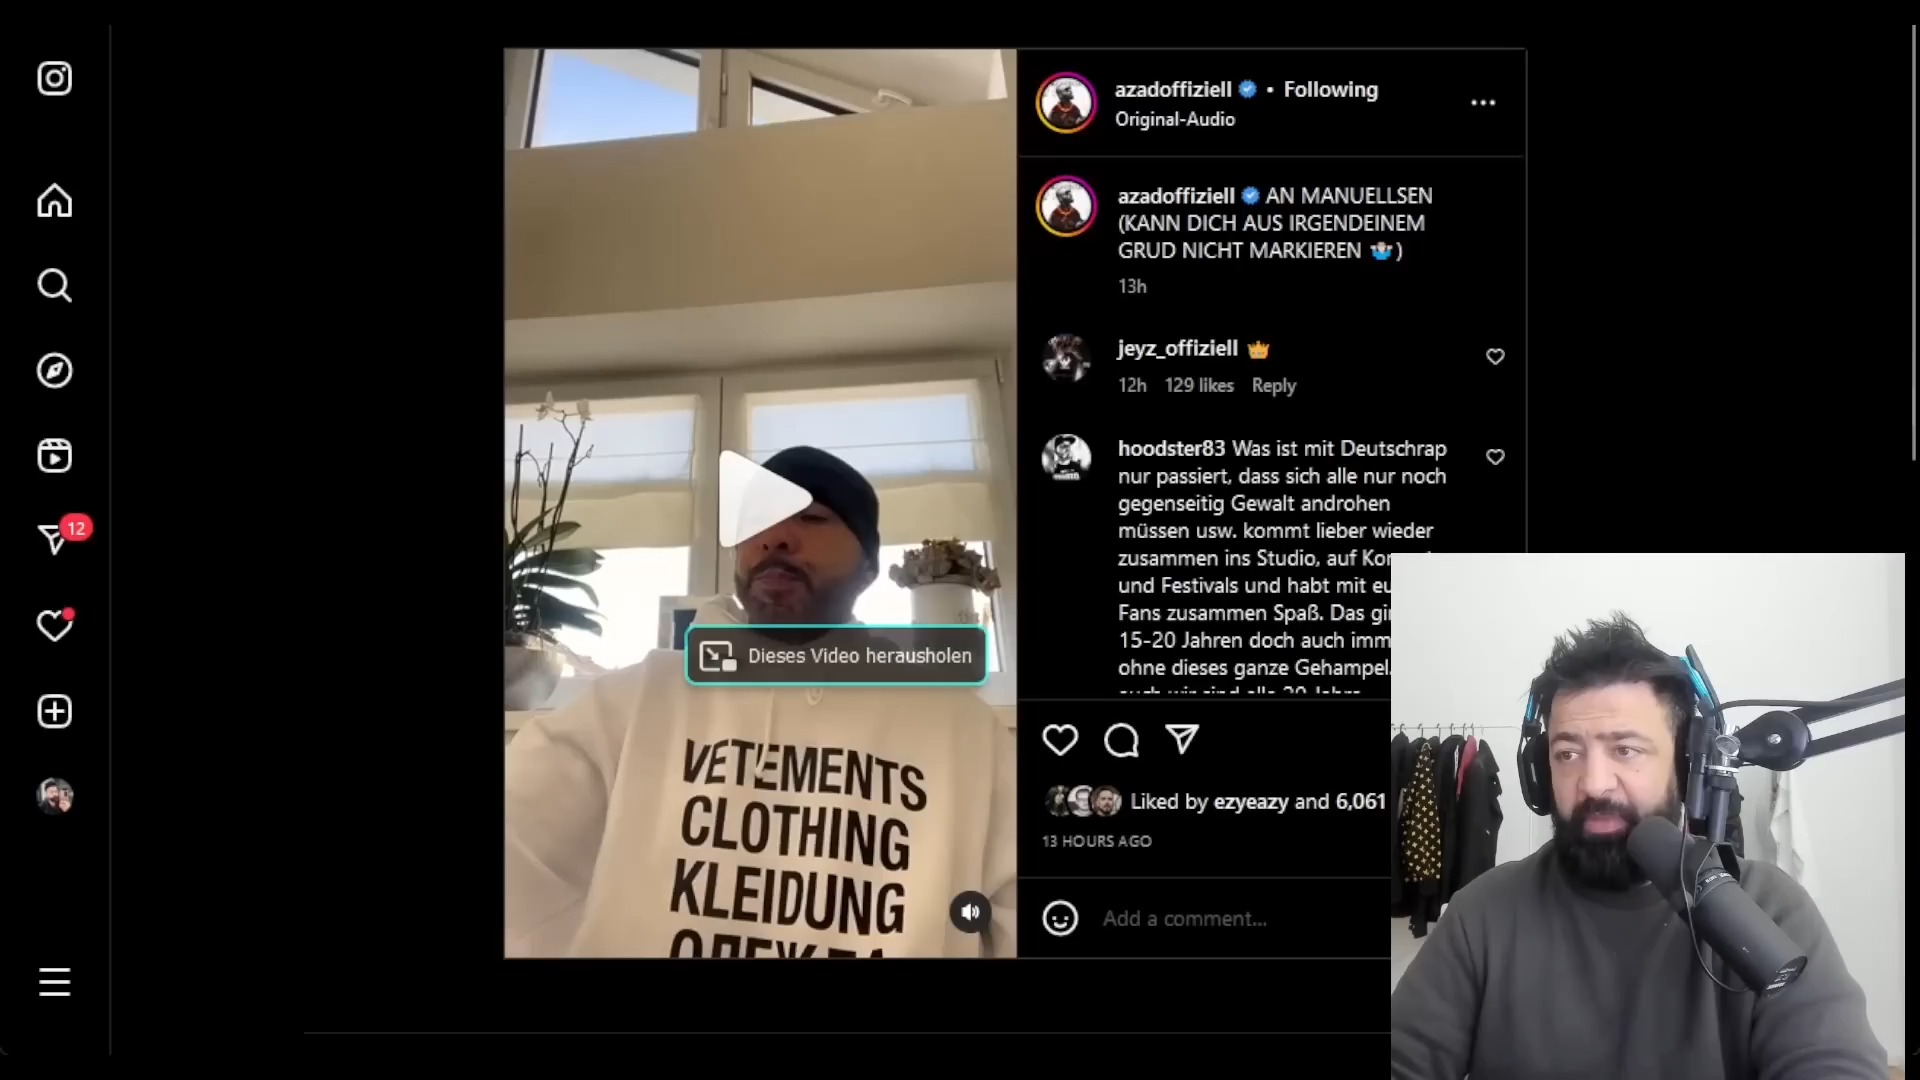 azadoffiziell • Following
Original-Audio
azadoffiziell AN MANUELLSEN
(KANN DICH AUS IRGENDEINEM
GRUD NICHT MARKIEREN 🤷🏻‍♂️)
13h
jeyz_offiziell 👑
12h 129 likes Reply
hoodster83 Was ist mit Deutschrap
nur passiert, dass sich alle nur noch
gegenseitig Gewalt androhen
müssen usw. kommt lieber wieder
zusammen ins Studio, auf
und Festivals und habt mit
Fans zusammen Spaß. Das
15-20 Jahren doch auch
ohne dieses ganze Gehampel.
12
Dieses Video herausholen
VETEMENTS
CLOTHING
KLEIDUNG
Liked by ezyeazy and 6,061
13 HOURS AGO
Add a comment...